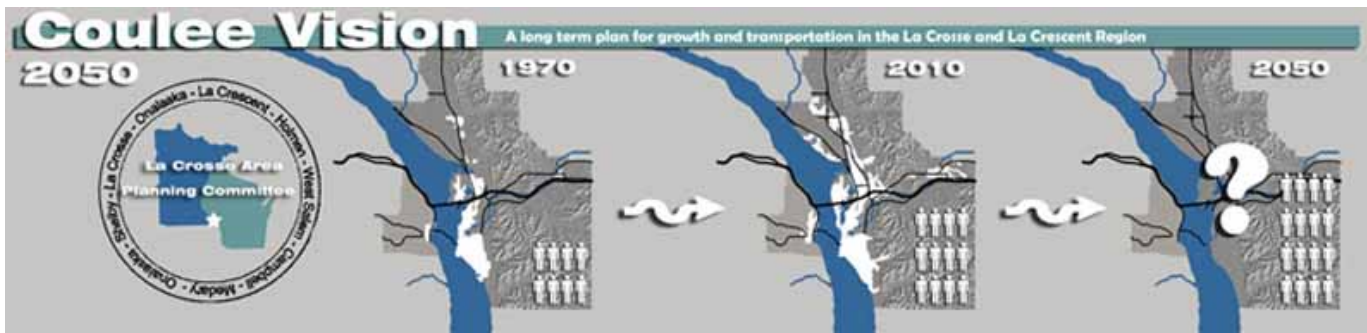 Coulee Vision
A long term plan for growth and transportation in the La Crosse and La Crescent Region
2050
1970
2010
2050
La Crosse - Onalaska - La Crescent - Holmen - West Salem - Campbell - Medary - Onalaska - Shelby -
La Crosse Area
Planning Committee
?